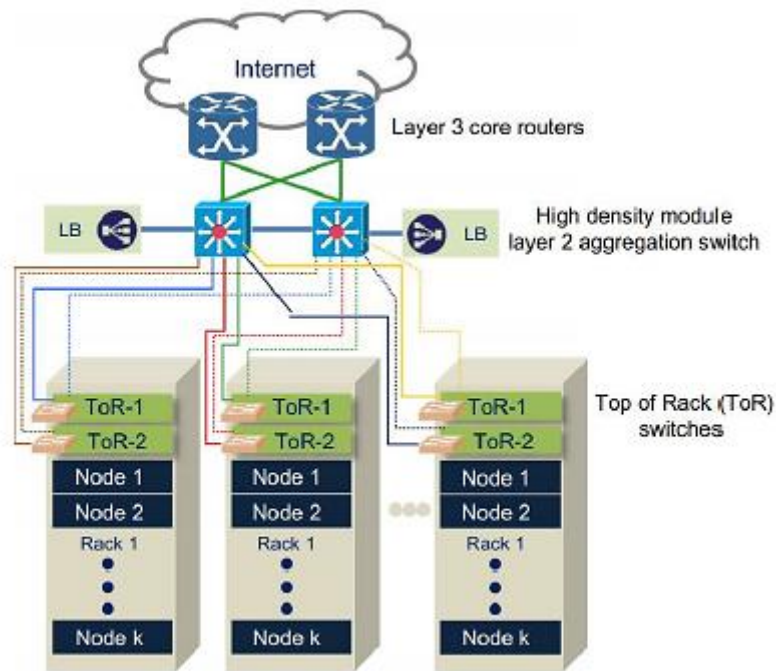 Internet
Layer 3 core routers
LB
LB
High density module
layer 2 aggregation switch
ToR-1
ToR-2
Node 1
Node 2
Rack 1
Node k
ToR-1
ToR-2
Node 1
Node 2
Rack 1
Node k
ToR-1
ToR-2
Node 1
Node 2
Rack 1
Node k
Top of Rack (ToR)
switches